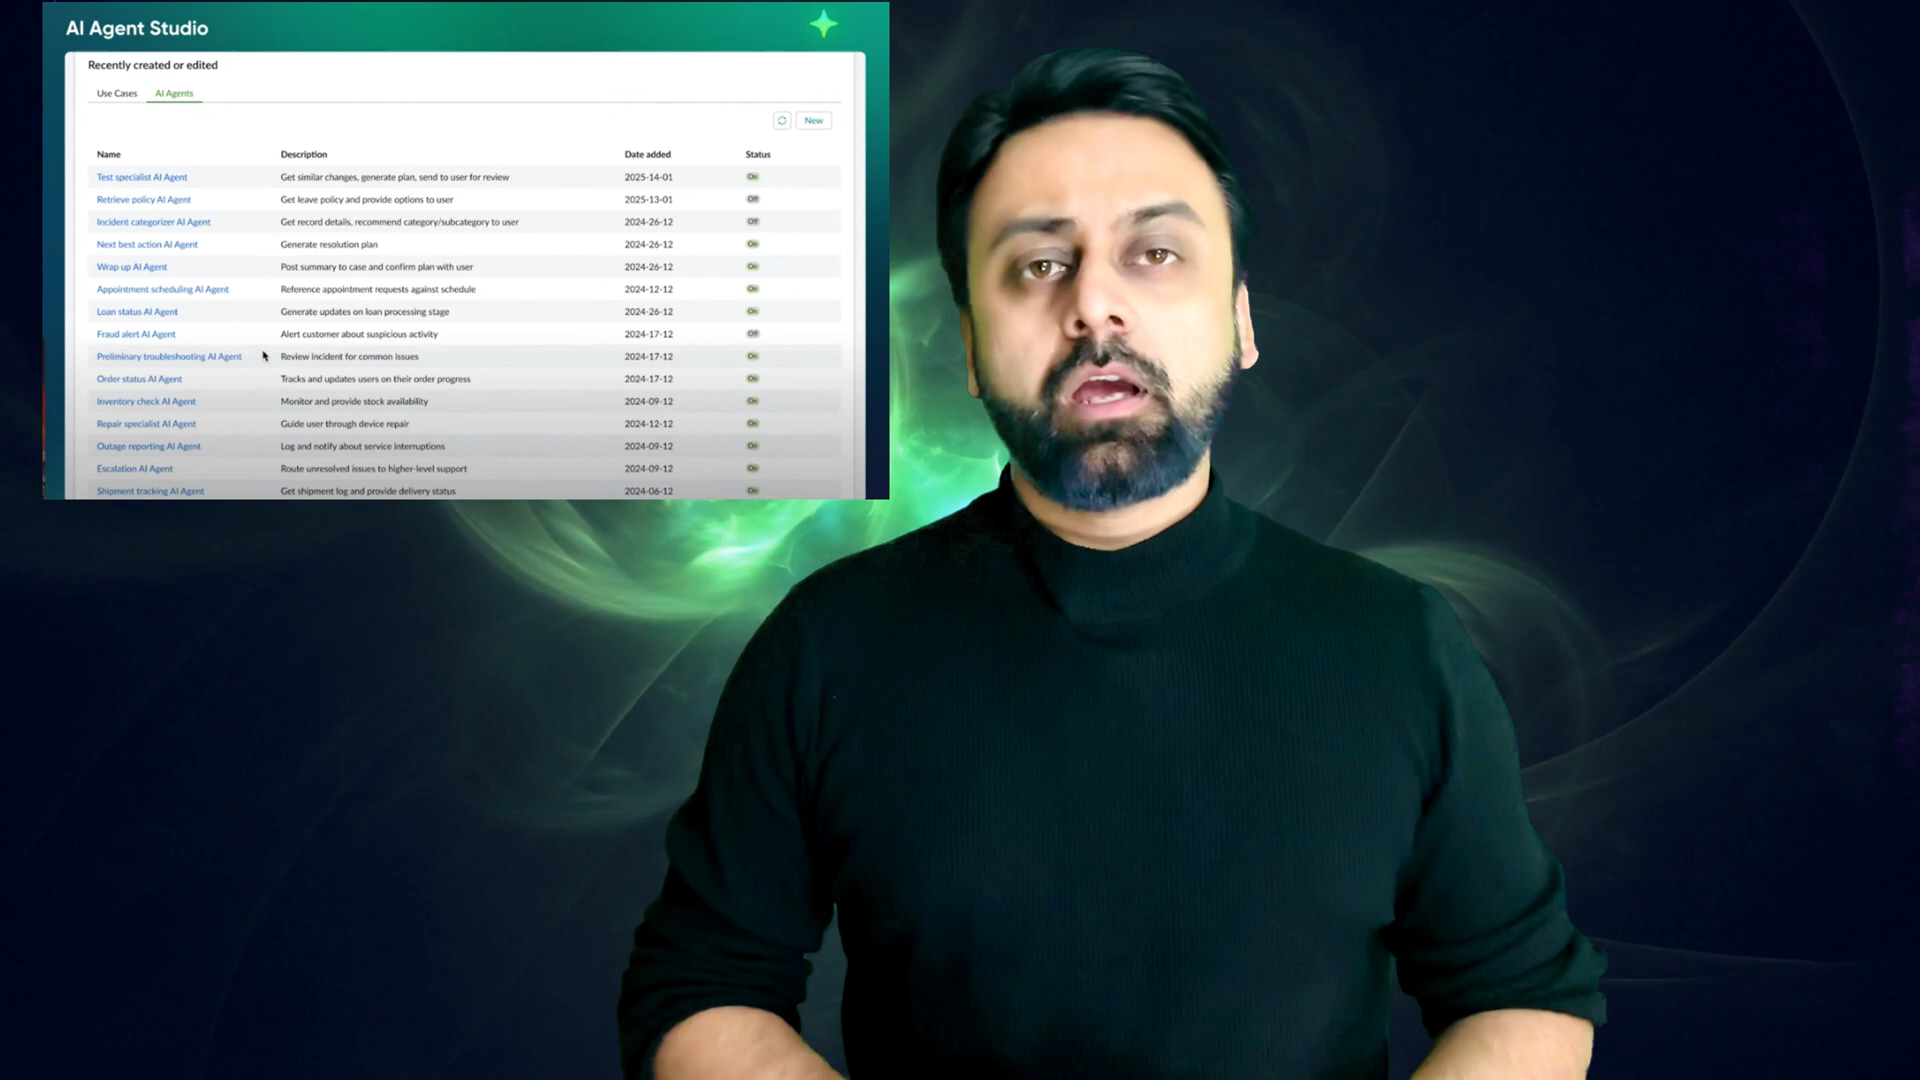 AI Agent Studio
Recently created or edited
Use Cases AI Agents
New
Name Description Date added Status
Test specialist AI Agent Get similar changes, generate plan, send to user for review 2025-14-01 On
Retrieve policy AI Agent Get leave policy and provide options to user 2025-13-01 Off
Incident categorizer AI Agent Get record details, recommend category/subcategory to user 2024-26-12 Off
Next best action AI Agent Generate resolution plan 2024-26-12 On
Wrap up AI Agent Post summary to case and confirm plan with user 2024-26-12 On
Appointment scheduling AI Agent Reference appointment requests against schedule 2024-12-12 On
Loan status AI Agent Generate updates on loan processing stage 2024-26-12 On
Fraud alert AI Agent Alert customer about suspicious activity 2024-17-12 Off
Preliminary troubleshooting AI Agent Review incident for common issues 2024-17-12 On
Order status AI Agent Tracks and updates users on their order progress 2024-17-12 On
Inventory check AI Agent Monitor and provide stock availability 2024-09-12 On
Repair specialist AI Agent Guide user through device repair 2024-12-12 On
Outage reporting AI Agent Log and notify about service interruptions 2024-09-12 On
Escalation AI Agent Route unresolved issues to higher-level support 2024-09-12 On
Shipment tracking AI Agent Get shipment log and provide delivery status 2024-06-12 On